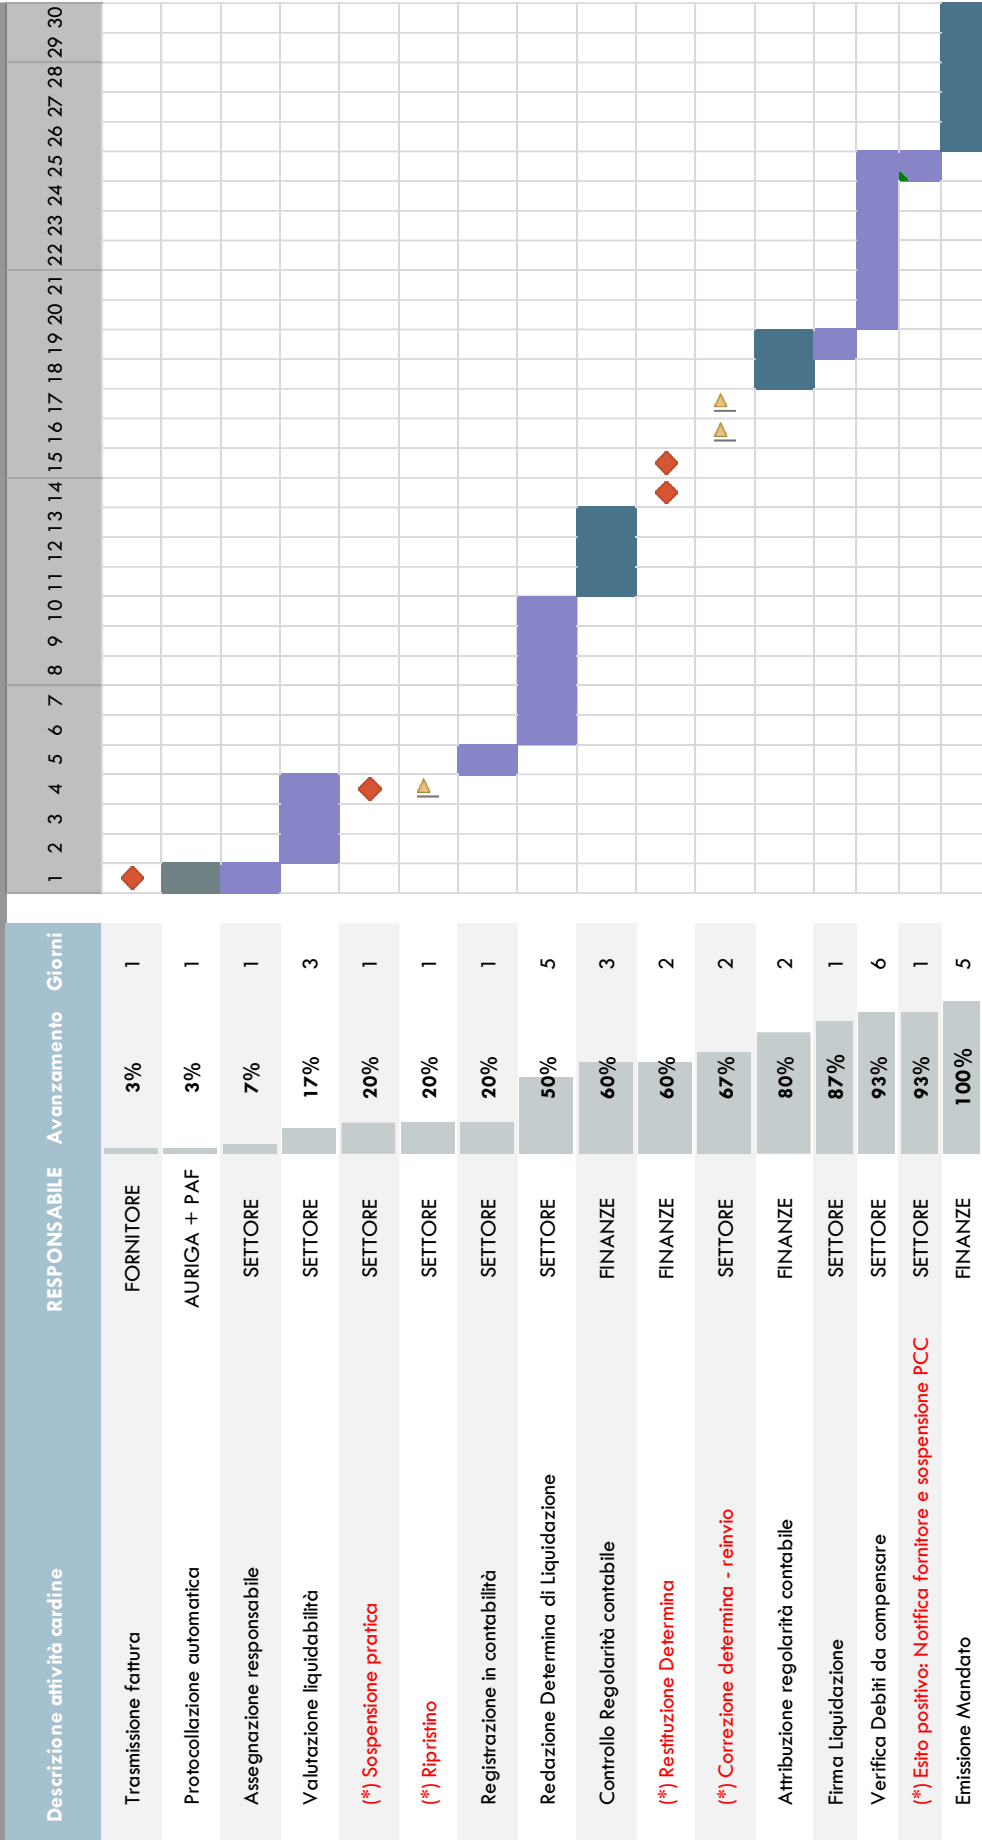 Descrizione attività cardine RESPONSABILE Avanzamento Giorni 1 2 3 4 5 6 7 8 9 10 11 12 13 14 15 16 17 18 19 20 21 22 23 24 25 26 27 28 29 30
Trasmissione fattura FORNITORE 3% 1
Protocollazione automatica AURIGA + PAF 3% 1
Assegnazione responsabile SETTORE 7% 1
Valutazione liquidabilità SETTORE 17% 3
(*) Sospensione pratica SETTORE 20% 1
(*) Ripristino SETTORE 20% 1
Registrazione in contabilità SETTORE 20% 1
Redazione Determina di Liquidazione SETTORE 50% 5
Controllo Regolarità contabile FINANZE 60% 3
(*) Restituzione Determina FINANZE 60% 2
(*) Correzione determina - reinvio SETTORE 67% 2
Attribuzione regolarità contabile FINANZE 80% 2
Firma Liquidazione SETTORE 87% 1
Verifica Debiti da compensare SETTORE 93% 6
(*) Esito positivo: Notifica fornitore e sospensione PCC SETTORE 93% 1
Emissione Mandato FINANZE 100% 5